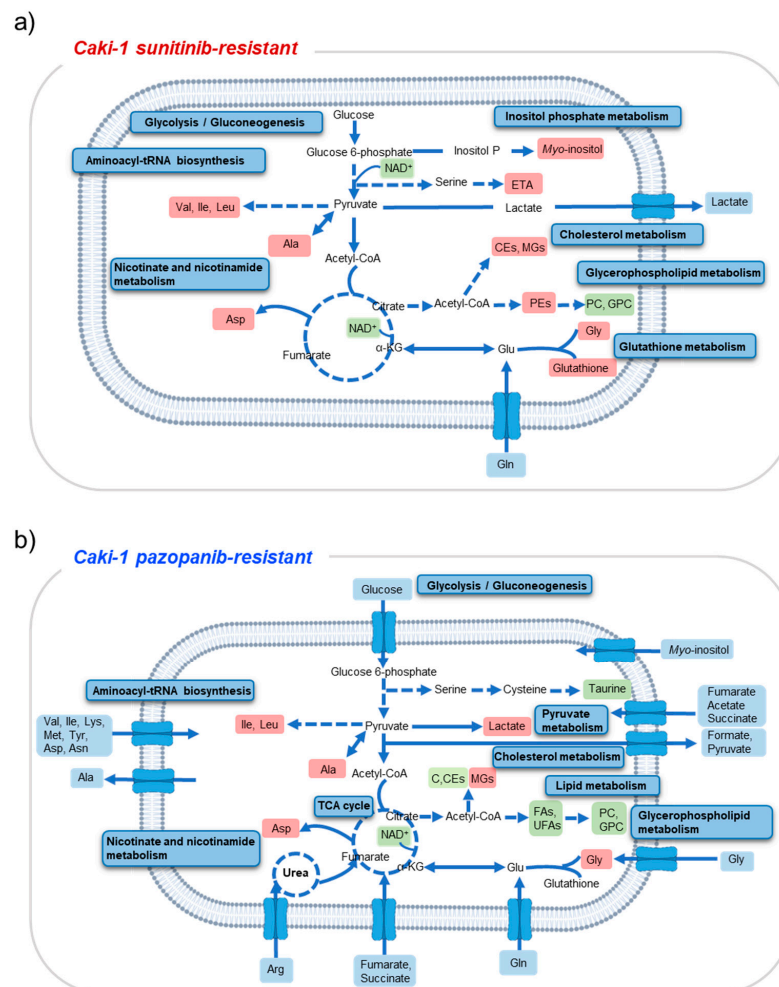 a)
Caki-1 sunitinib-resistant
Glycolysis / Gluconeogenesis
Glucose
Inositol phosphate metabolism
Aminoacyl-tRNA biosynthesis
Glucose 6-phosphate
Inositol P
Myo-inositol
NAD+
Serine
ETA
Val, Ile, Leu
Pyruvate
Lactate
Lactate
Ala
CEs, MGs
Cholesterol metabolism
Nicotinate and nicotinamide
metabolism
Acetyl-CoA
Glycerophospholipid metabolism
Citrate
Acetyl-CoA
PEs
PC, GPC
Asp
NAD+
Gly
Fumarate
α-KG
Glu
Glutathione metabolism
Glutathione
Gln
b)
Caki-1 pazopanib-resistant
Glucose
Glycolysis / Gluconeogenesis
Myo-inositol
Glucose 6-phosphate
Aminoacyl-tRNA biosynthesis
Serine
Cysteine
Taurine
Fumarate
Acetate
Succinate
Val, Ile, Lys,
Met, Tyr,
Asp, Asn
Ile, Leu
Pyruvate
Lactate
Pyruvate
metabolism
Formate,
Pyruvate
Ala
Ala
Acetyl-CoA
Cholesterol metabolism
C,CEs
MGs
Lipid metabolism
TCA cycle
Citrate
Acetyl-CoA
FAs,
UFAs
PC,
GPC
Glycerophospholipid
metabolism
Nicotinate and nicotinamide
metabolism
Asp
NAD+
Fumarate
α-KG
Glu
Gly
Gly
Urea
Glutathione
Arg
Fumarate,
Succinate
Gln